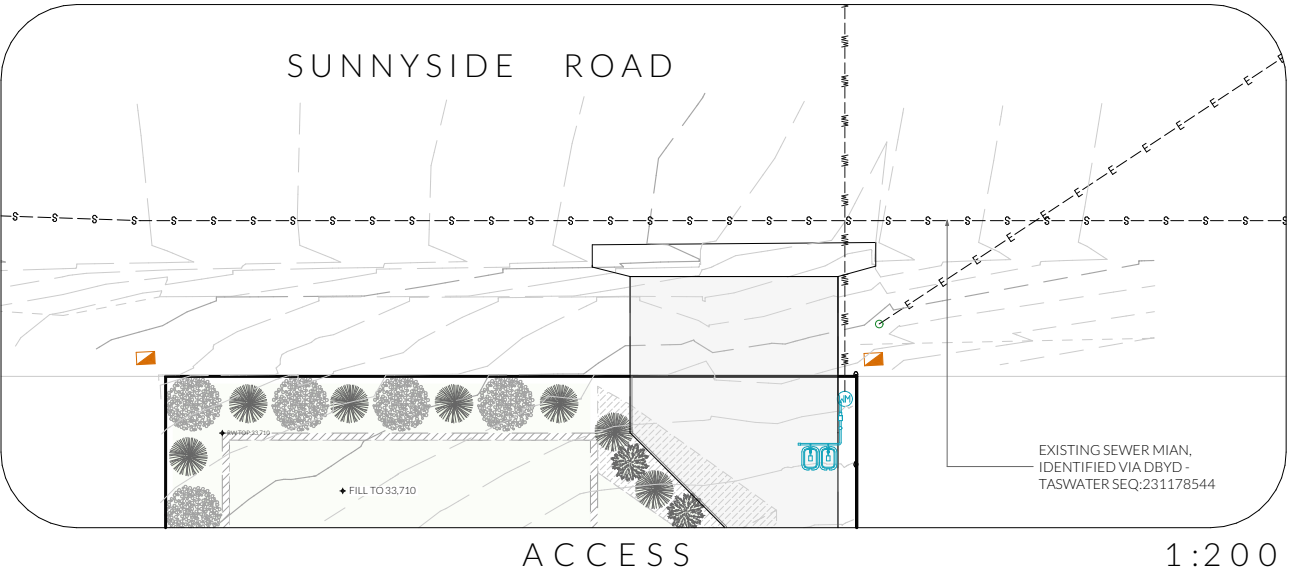 SUNNYSIDE ROAD
RW TOP 33,710
FILL TO 33,710
WM
EXISTING SEWER MIAN,
IDENTIFIED VIA DBYD -
TASWATER SEQ:231178544
ACCESS
1:200